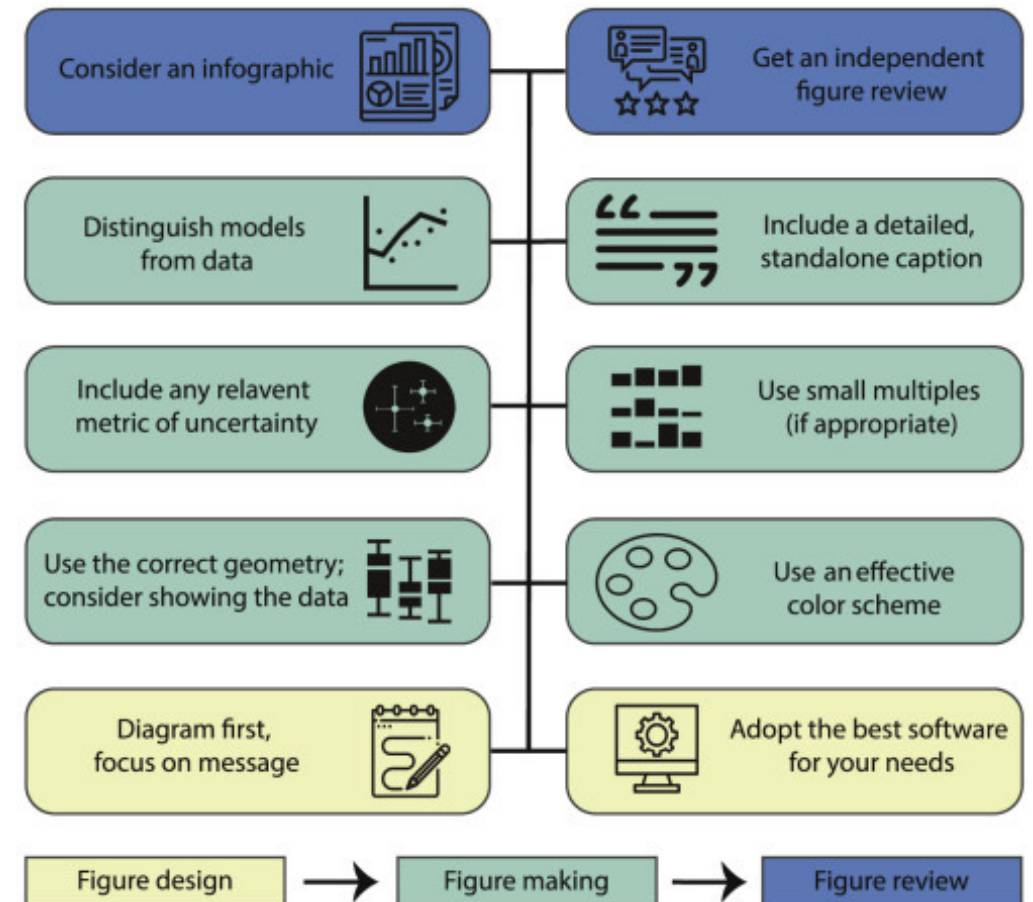 Consider an infographic
Get an independent
figure review
Distinguish models
from data
Include a detailed,
standalone caption
Include any relavent
metric of uncertainty
Use small multiples
(if appropriate)
Use the correct geometry;
consider showing the data
Use an effective
color scheme
Diagram first,
focus on message
Adopt the best software
for your needs
Figure design
Figure making
Figure review